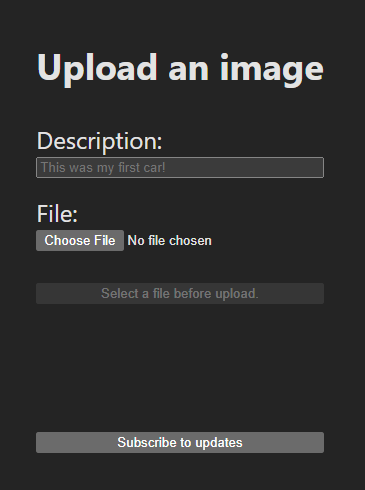 Upload an image
Description:
This was my first car!
File:
Choose File No file chosen
Select a file before upload.
Subscribe to updates